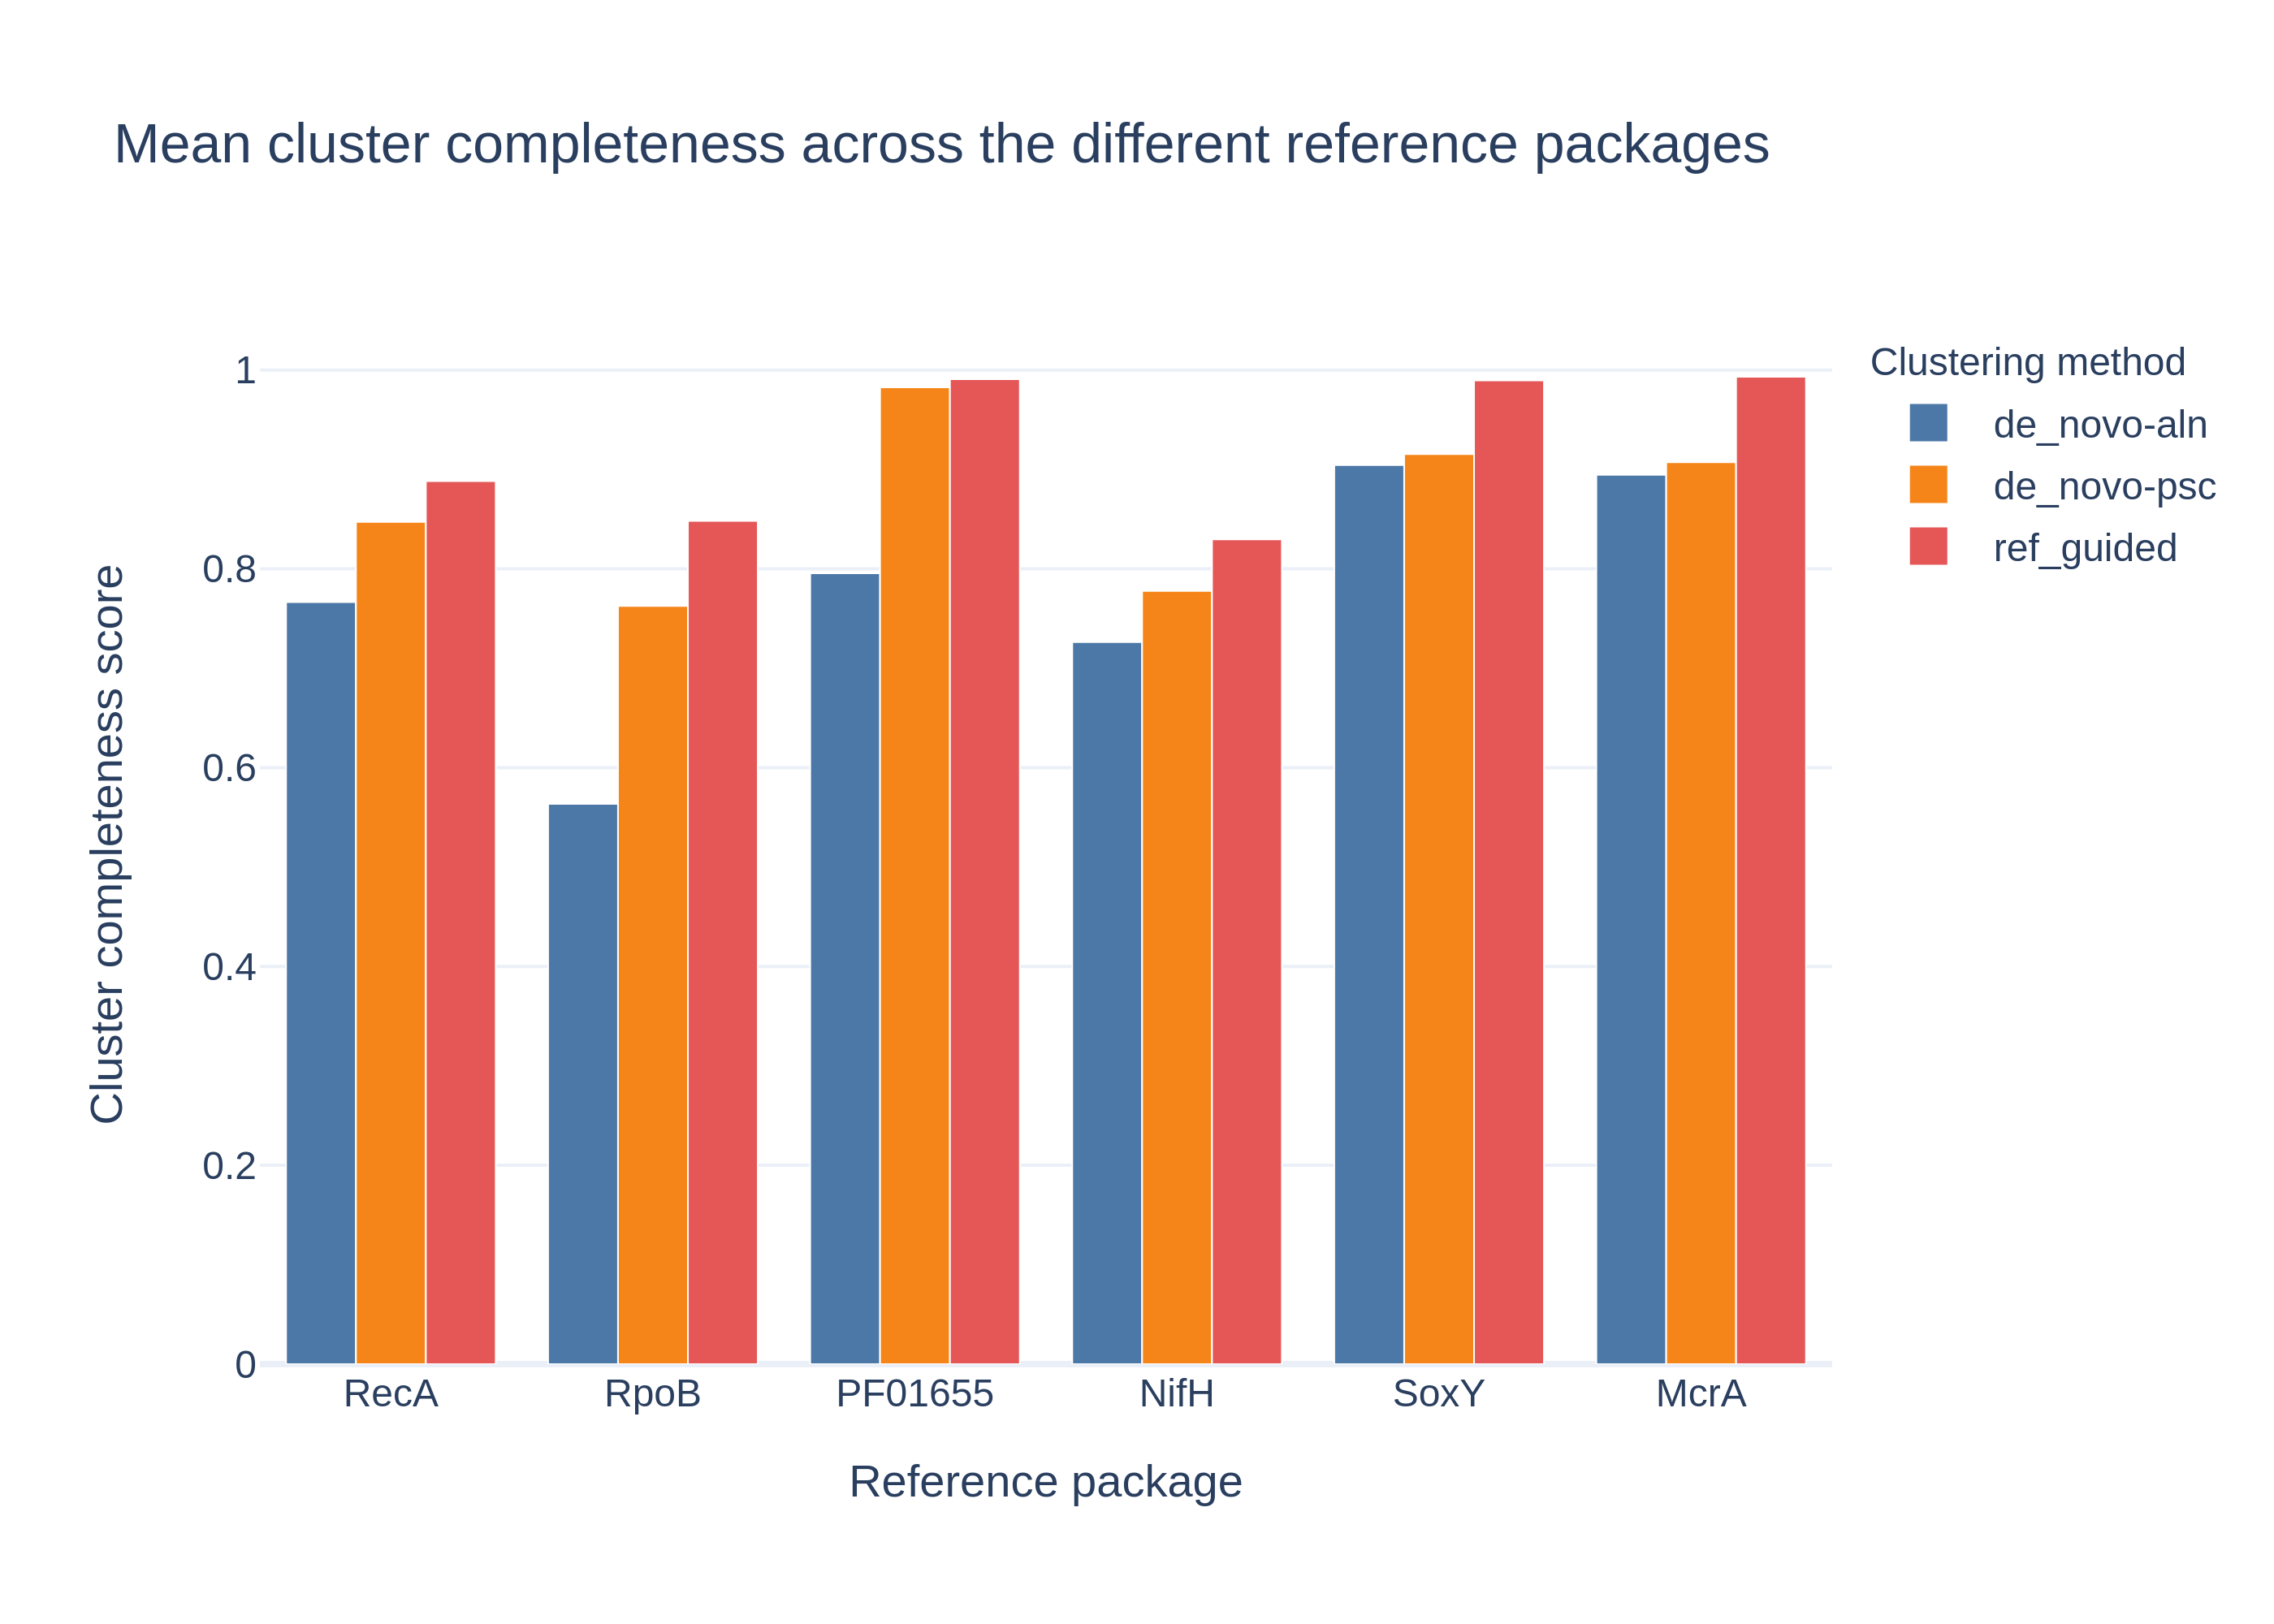 Mean cluster completeness across the different reference packages
Clustering method
de_novo-aln
de_novo-psc
ref_guided
Cluster completeness score
1
0.8
0.6
0.4
0.2
0
RecA
RpoB
PF01655
NifH
SoxY
McrA
Reference package